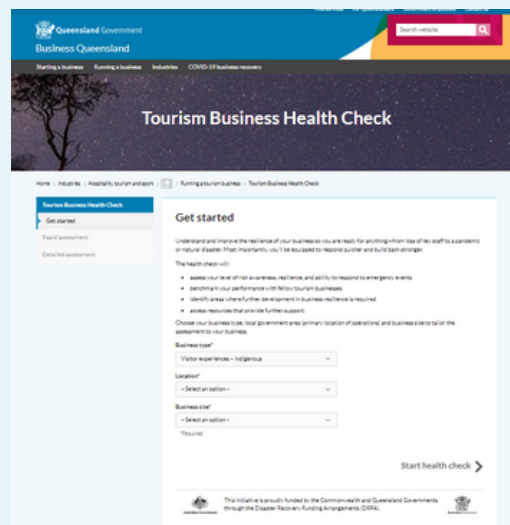 Queensland Government
Business Queensland
Search website
Starting a business Running a business Industries COVID-19 business recovery
Tourism Business Health Check
Home > Industries > Hospitality, tourism and sport > ... > Running a tourism business > Tourism Business Health Check
Tourism Business Health Check
Get started
Rapid assessment
Detailed assessment
Get started
Understand and improve the resilience of your business so you are ready for anything – from loss of key staff to a pandemic
or natural disaster. Most importantly, you'll be equipped to respond quicker and build back stronger.
The health check will:
• assess your level of risk awareness, resilience, and ability to respond to emergency events
• benchmark your performance with fellow tourism businesses
• identify areas where further development in business resilience is required
• access resources that provide further support.
Choose your business type, local government area (primary location of operations) and business size to tailor the
assessment to your business.
Business type*
Visitor experiences – Indigenous
Location*
- Select an option -
Business size*
- Select an option -
*Required
Start health check
This initiative is proudly funded by the Commonwealth and Queensland Governments
through the Disaster Recovery Funding Arrangements (DRFA).